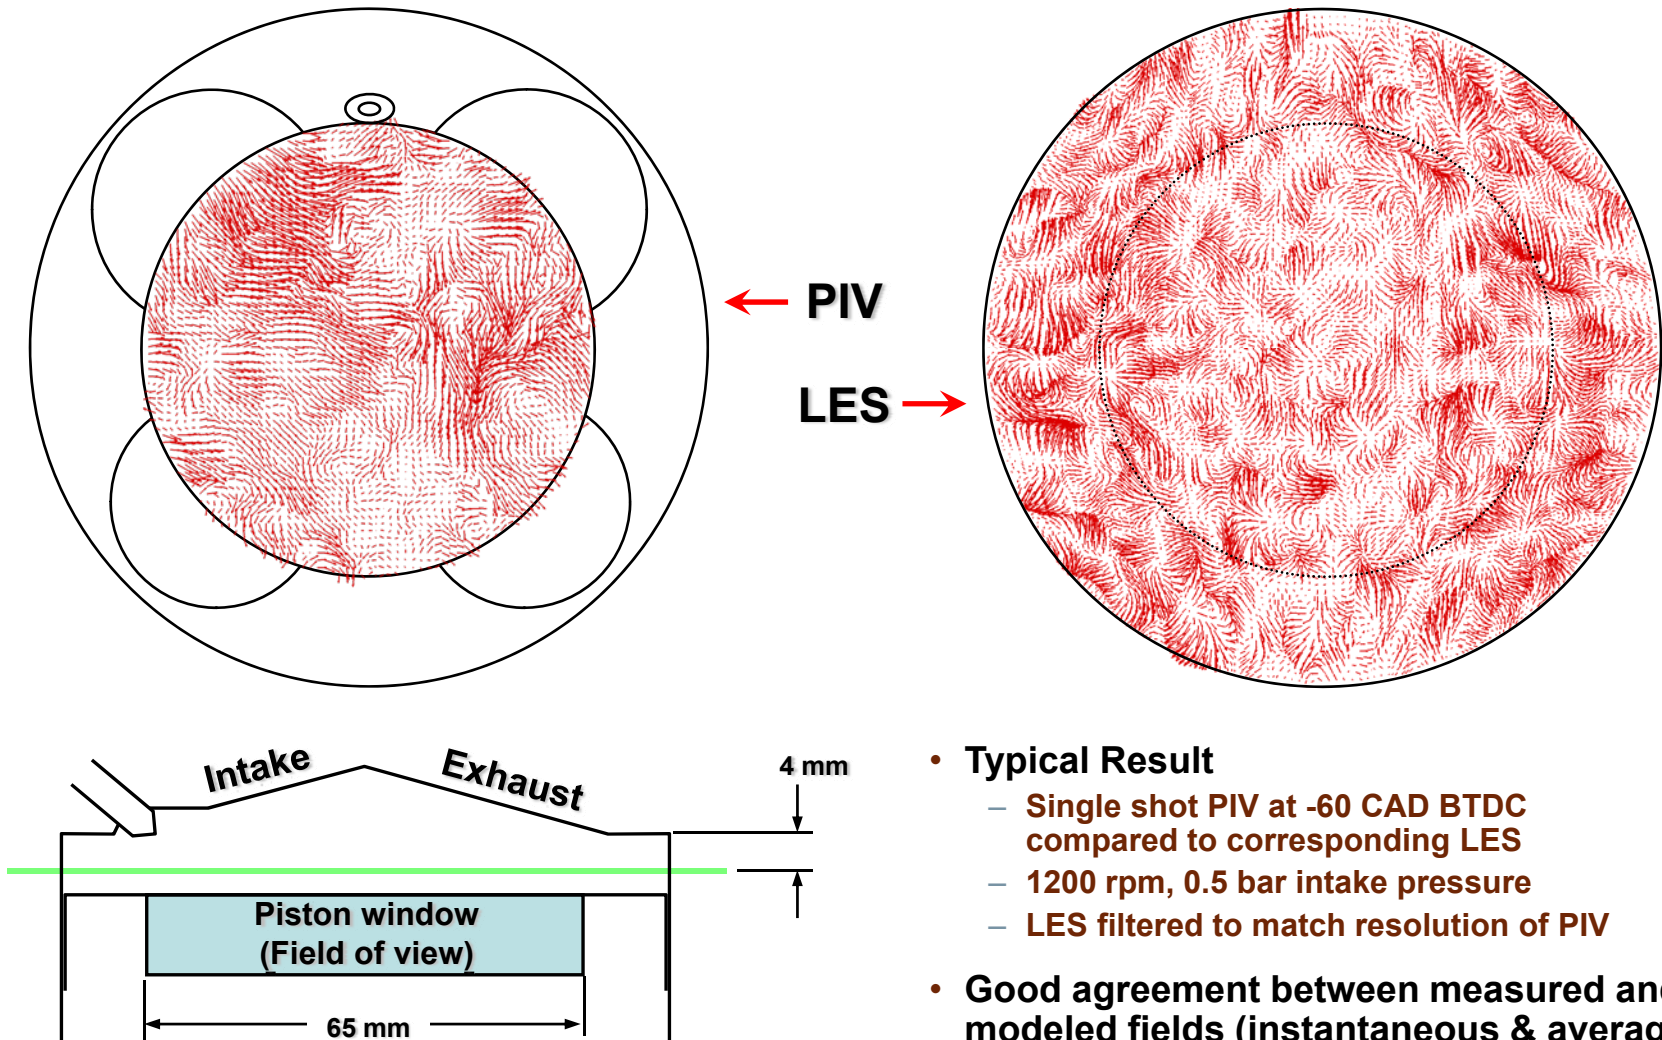 PIV
LES
Intake
Exhaust
4 mm
Piston window
(Field of view)
65 mm
• Typical Result
– Single shot PIV at -60 CAD BTDC
compared to corresponding LES
– 1200 rpm, 0.5 bar intake pressure
– LES filtered to match resolution of PIV
• Good agreement between measured and
modeled fields (instantaneous & averag